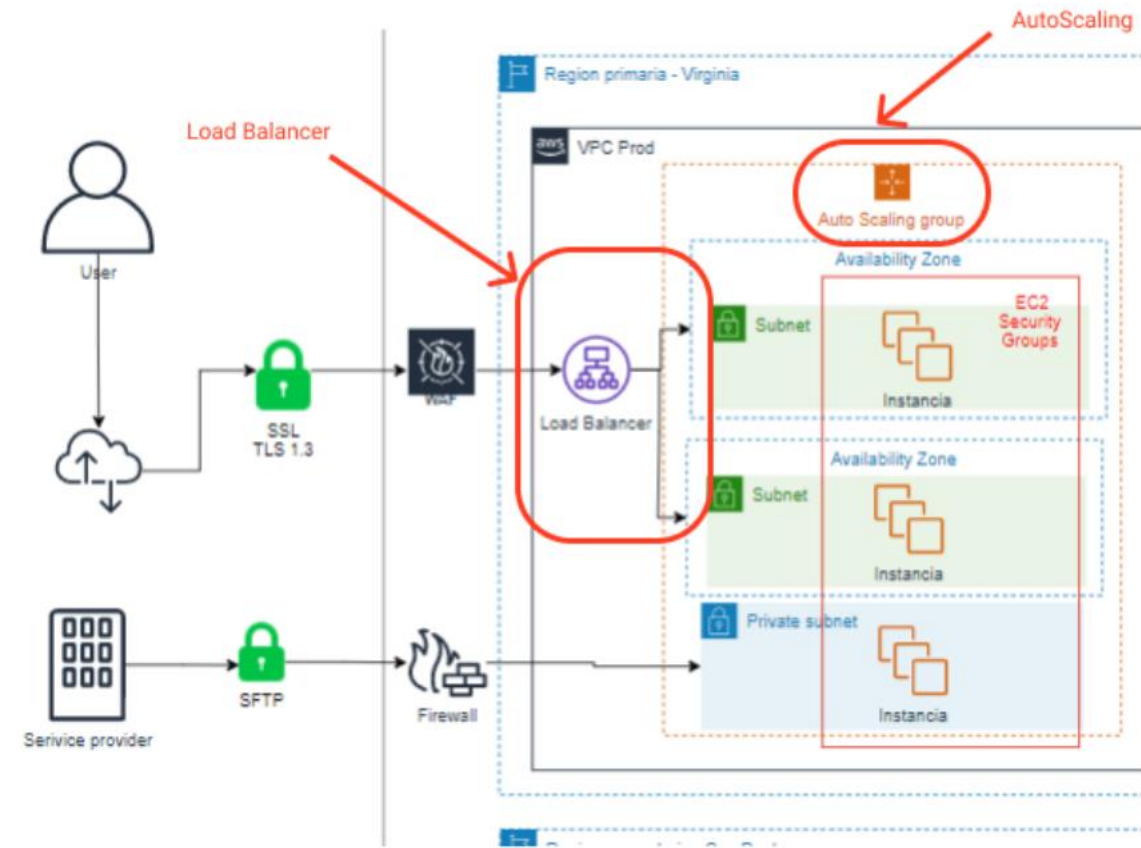 AutoScaling
Region primaria - Virginia
Load Balancer
aws
VPC Prod
Auto Scaling group
User
Availability Zone
EC2
Security
Groups
Subnet
Instancia
WAF
Load Balancer
SSL
TLS 1.3
Availability Zone
Subnet
Instancia
Private subnet
SFTP
Firewall
Instancia
Serivice provider